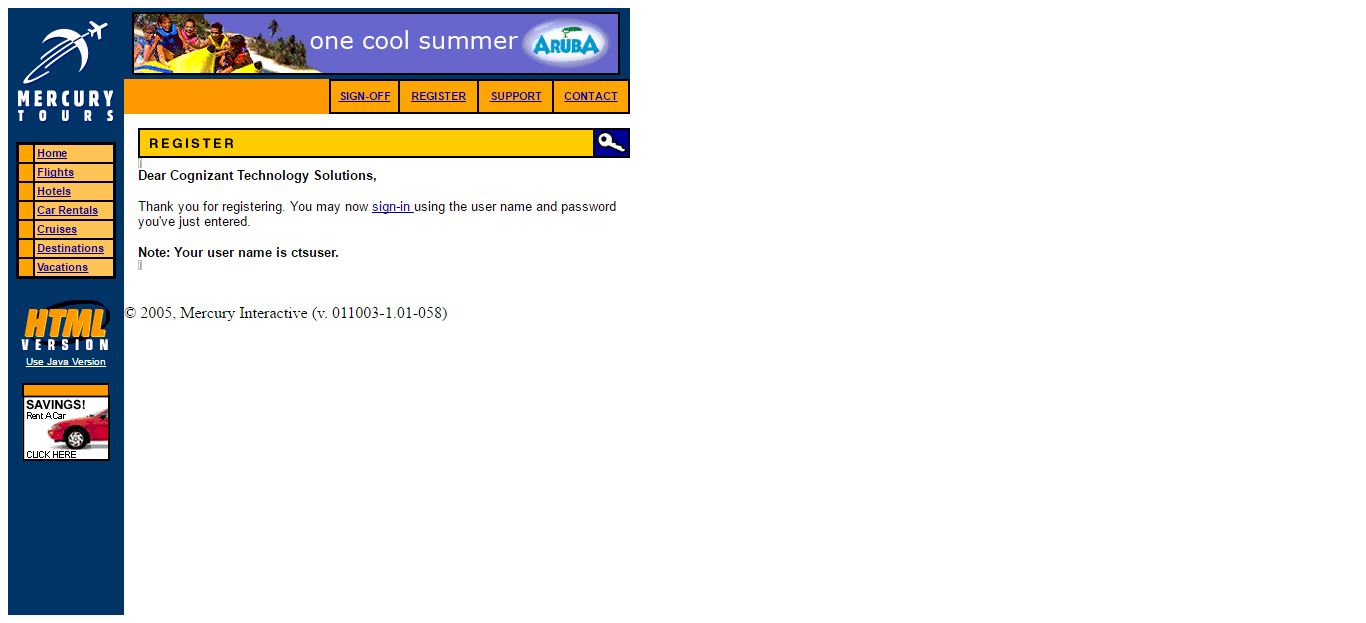 one cool summer
ARUBA
MERCURY
TOURS
SIGN-OFF
REGISTER
SUPPORT
CONTACT
Home
Flights
Hotels
Car Rentals
Cruises
Destinations
Vacations
HTML
VERSION
Use Java Version
SAVINGS!
Rent A Car
CLICK HERE
REGISTER
Dear Cognizant Technology Solutions,
Thank you for registering. You may now sign-in using the user name and password
you've just entered.
Note: Your user name is ctsuser.
© 2005, Mercury Interactive (v. 011003-1.01-058)